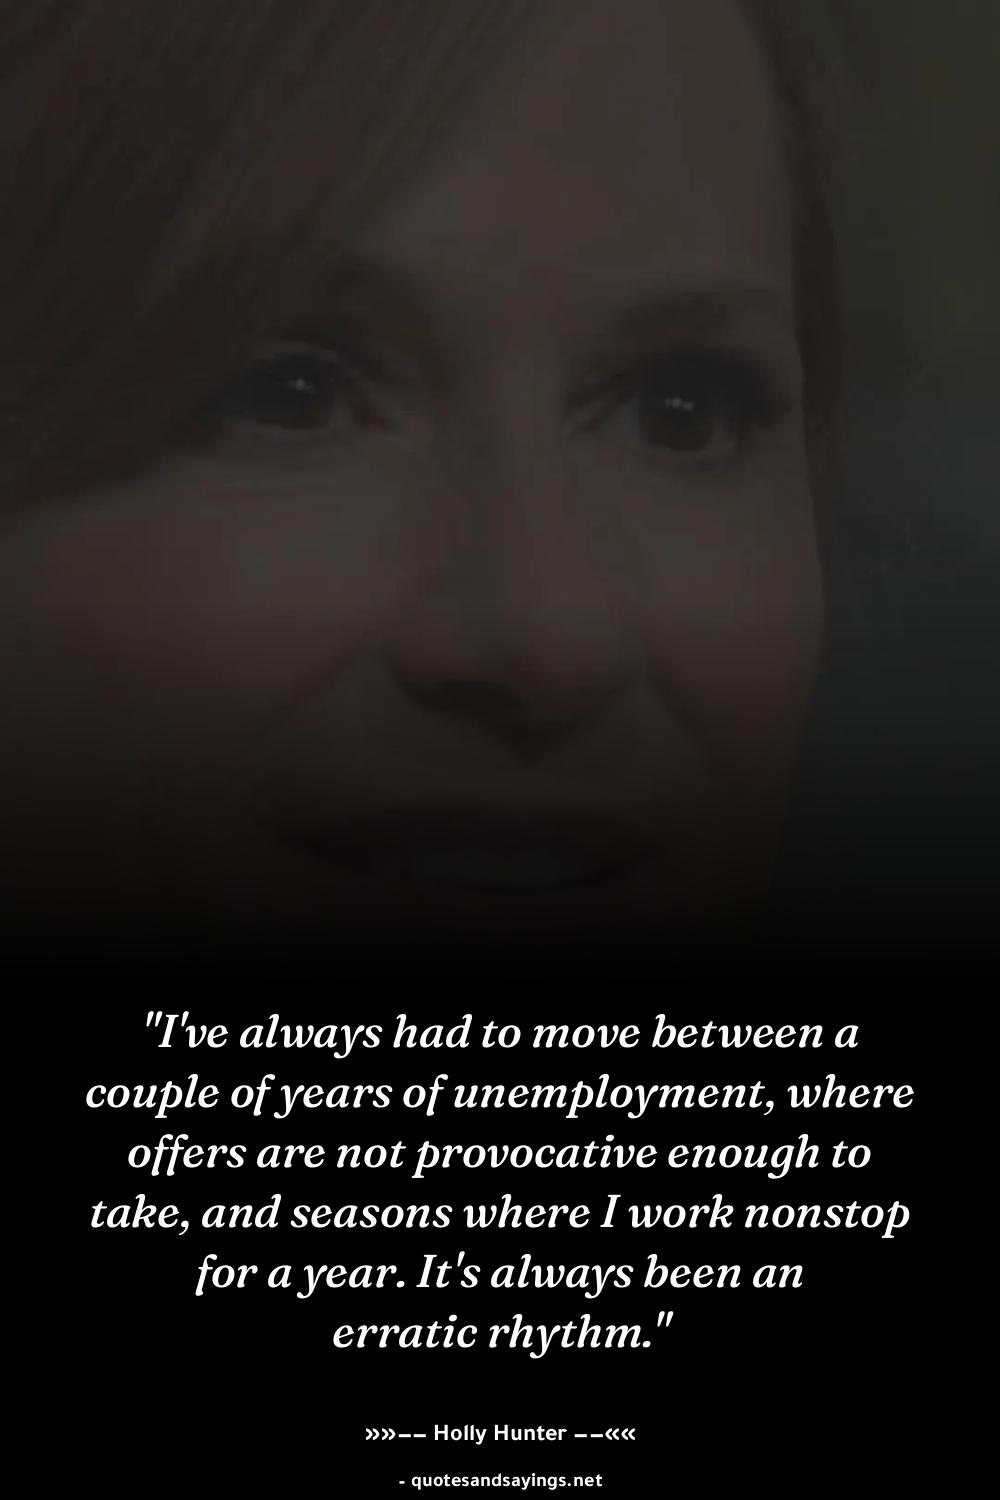 "I've always had to move between a
couple of years of unemployment, where
offers are not provocative enough to
take, and seasons where I work nonstop
for a year. It's always been an
erratic rhythm."
»»−− Holly Hunter −−««
- quotesandsayings.net